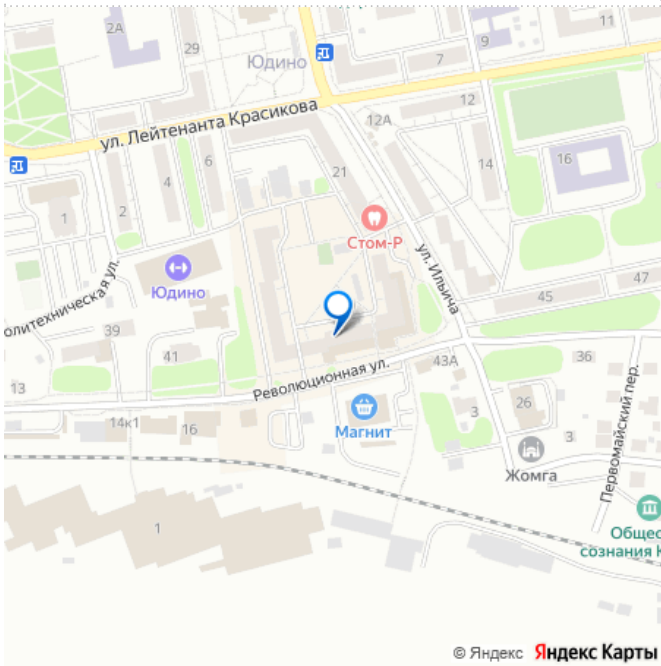 2А
29
Юдино
7
9
11
ул. Лейтенанта Красикова
12А
12
6
4
2
1
21
14
16
Стом-Р
ул. Ильича
Юдино
олитехническая ул.
45
47
39
41
13
Революционная ул.
43А
36
14к1
16
Магнит
3
26
3
Жомга
Первомайский пер.
1
Общес
сознания К
© Яндекс Яндекс Карты